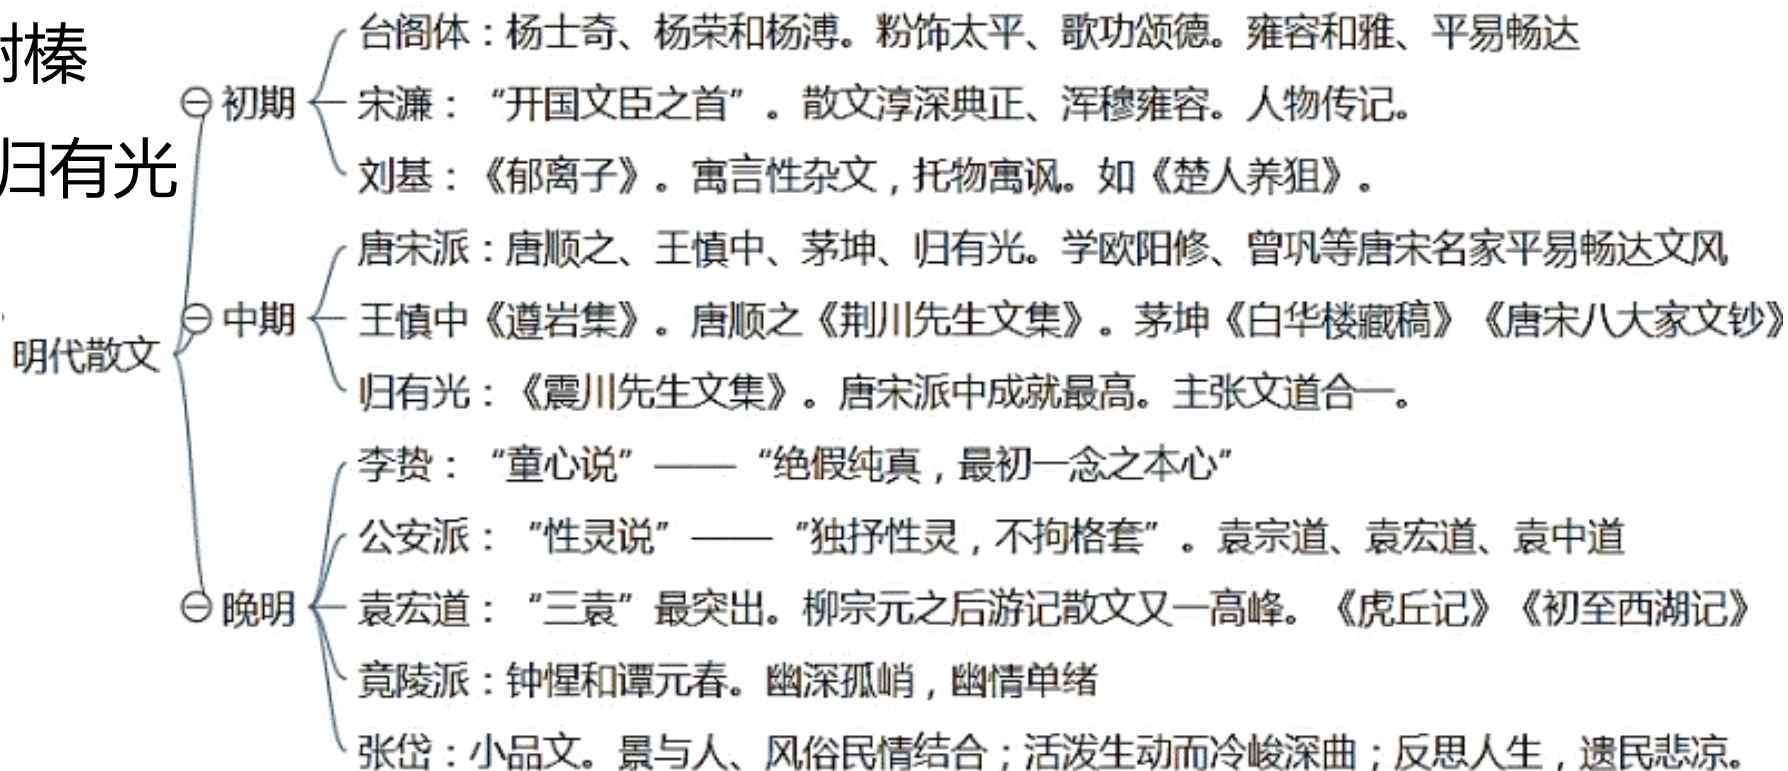 榛
归有光
明代散文
初期
台阁体：杨士奇、杨荣和杨溥。粉饰太平、歌功颂德。雍容和雅、平易畅达
宋濂：“开国文臣之首”。散文淳深典正、浑穆雍容。人物传记。
刘基：《郁离子》。寓言性杂文，托物寓讽。如《楚人养狙》。
中期
唐宋派：唐顺之、王慎中、茅坤、归有光。学欧阳修、曾巩等唐宋名家平易畅达文风
王慎中《遵岩集》。唐顺之《荆川先生文集》。茅坤《白华楼藏稿》《唐宋八大家文钞》
归有光：《震川先生文集》。唐宋派中成就最高。主张文道合一。
晚明
李贽：“童心说”——“绝假纯真，最初一念之本心”
公安派：“性灵说”——“独抒性灵，不拘格套”。袁宗道、袁宏道、袁中道
袁宏道：“三袁”最突出。柳宗元之后游记散文又一高峰。《虎丘记》《初至西湖记》
竟陵派：钟惺和谭元春。幽深孤峭，幽情单绪
张岱：小品文。景与人、风俗民情结合；活泼生动而冷峻深曲；反思人生，遗民悲凉。